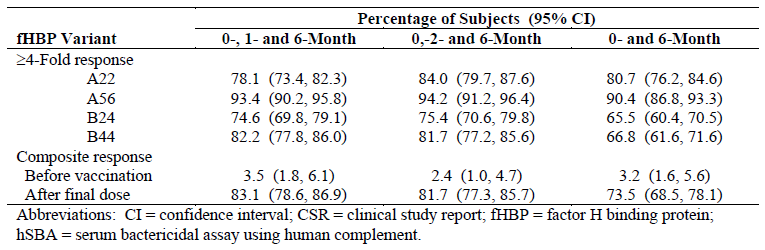 Percentage of Subjects (95% CI)
fHBP Variant 0-, 1- and 6-Month 0,-2- and 6-Month 0- and 6-Month
≥4-Fold response
A22 78.1 (73.4, 82.3) 84.0 (79.7, 87.6) 80.7 (76.2, 84.6)
A56 93.4 (90.2, 95.8) 94.2 (91.2, 96.4) 90.4 (86.8, 93.3)
B24 74.6 (69.8, 79.1) 75.4 (70.6, 79.8) 65.5 (60.4, 70.5)
B44 82.2 (77.8, 86.0) 81.7 (77.2, 85.6) 66.8 (61.6, 71.6)
Composite response
Before vaccination 3.5 (1.8, 6.1) 2.4 (1.0, 4.7) 3.2 (1.6, 5.6)
After final dose 83.1 (78.6, 86.9) 81.7 (77.3, 85.7) 73.5 (68.5, 78.1)
Abbreviations: CI = confidence interval; CSR = clinical study report; fHBP = factor H binding protein;
hSBA = serum bactericidal assay using human complement.